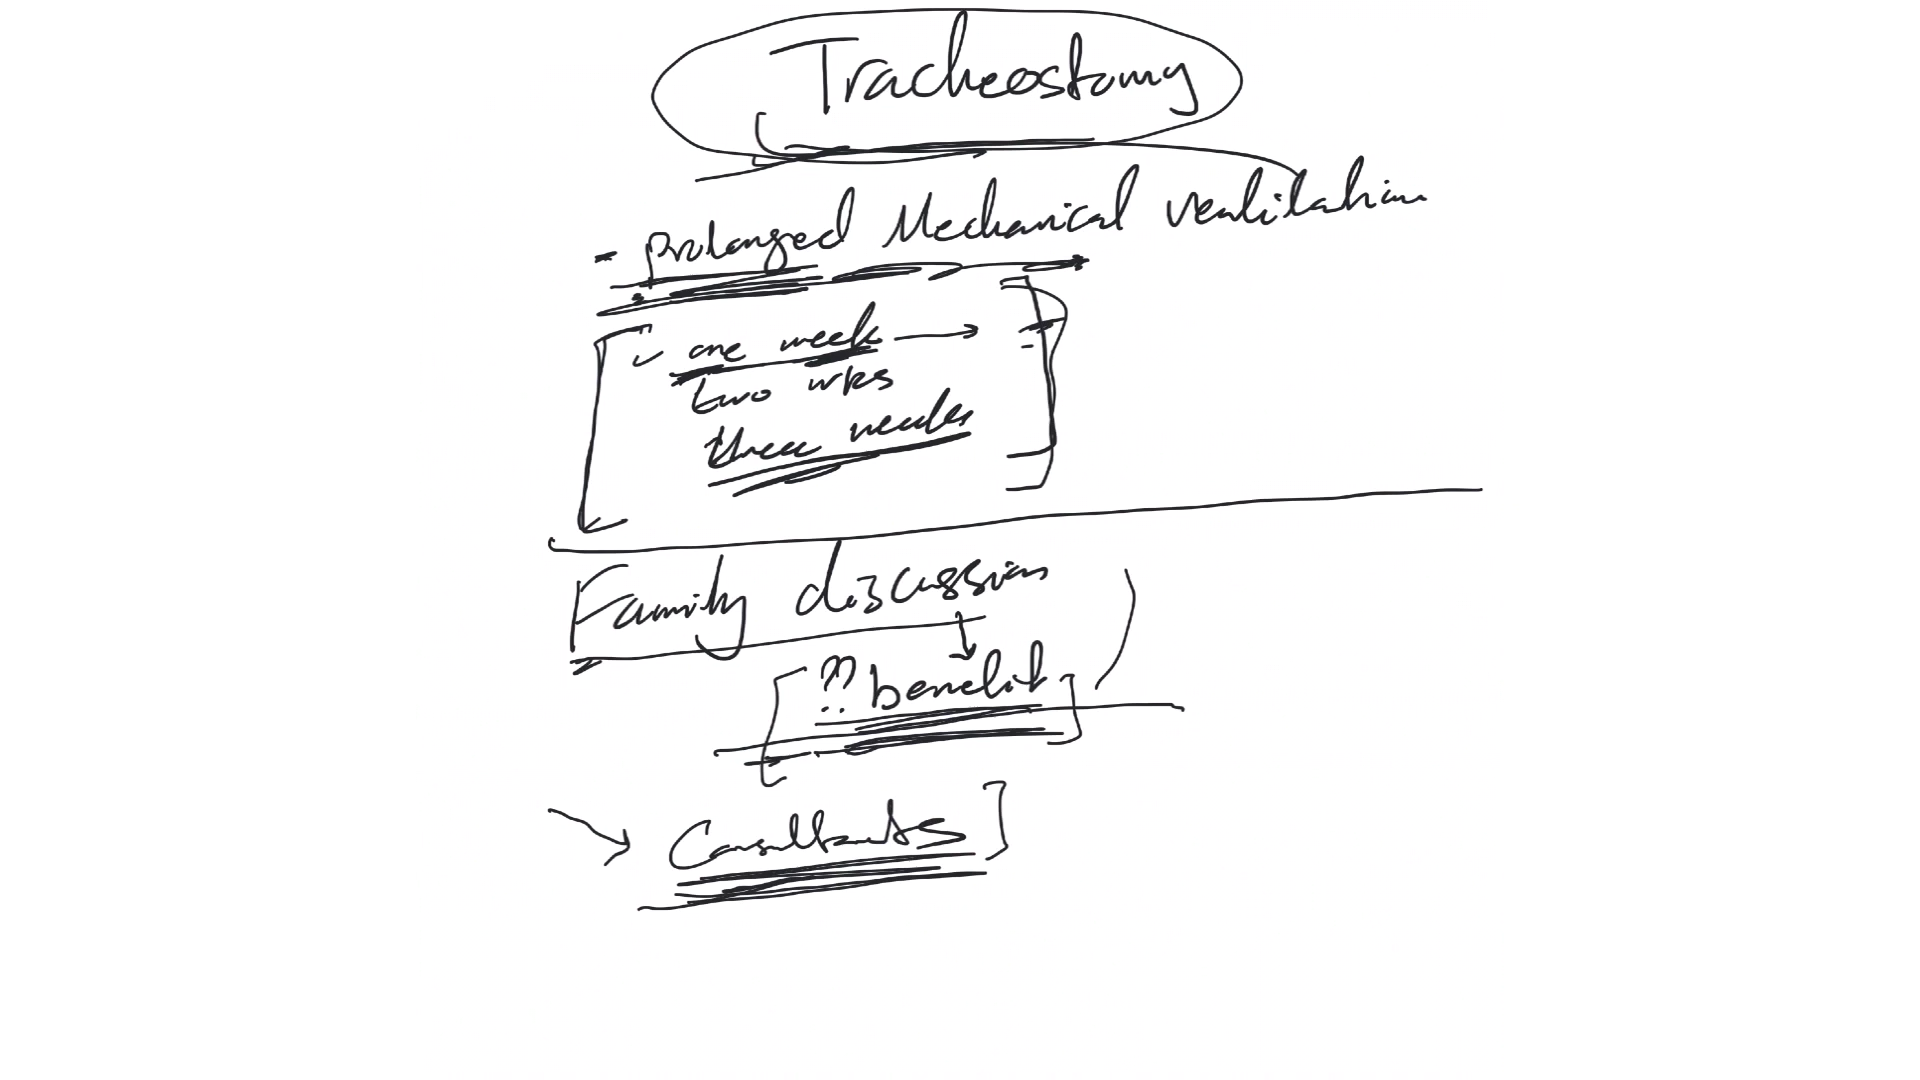 Tracheostomy
- prolonged Mechanical ventilation
✓ one week →
two wks
three weeks
Family discussion
↓
[ ?? benefit ]
→ Consultants ]